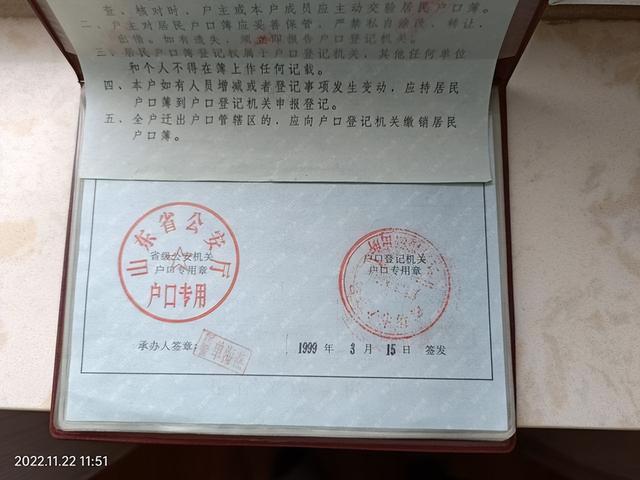 查、核对时，户主或本户成员应主动交验居民户口簿。
二、户主对居民户口簿应妥善保管，严禁私自涂改、转让、
出借。如有遗失，须立即报告户口登记机关。
三、居民户口簿登记权属于户口登记机关，其他任何单位
和个人不得在簿上作任何记载。
四、本户如有人员增减或者登记事项发生变动，应持居民
户口簿到户口登记机关申报登记。
五、全户迁出户口管辖区的，应向户口登记机关缴销居民
户口簿。
山东省公安厅
省级公安机关
户口专用章
户口专用
户口登记机关
户口专用章
承办人签章：
1999 年 3 月 15 日 签发
2022.11.22 11:51